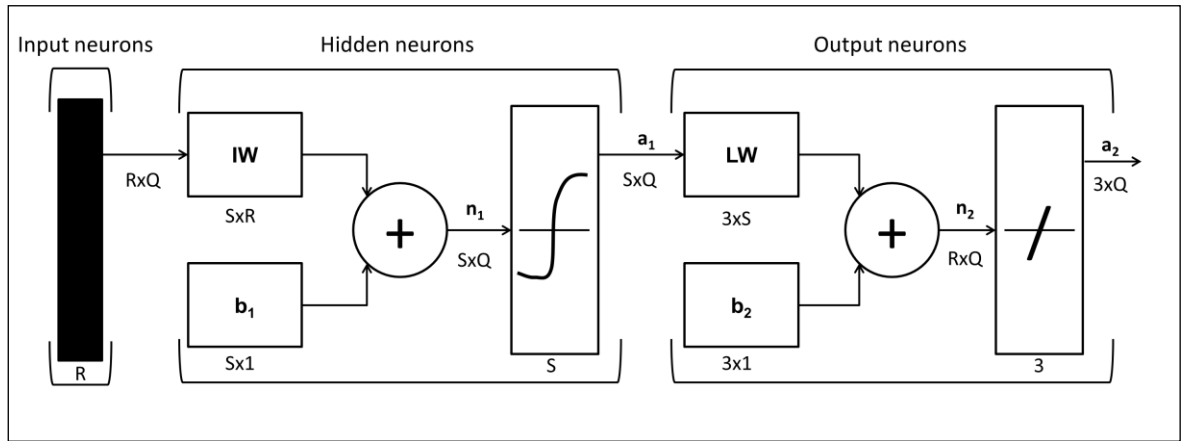 Input neurons
Hidden neurons
Output neurons
IW
a₁
LW
a₂
RxQ
SxQ
3xQ
SxR
3xS
+
n₁
+
n₂
SxQ
RxQ
b₁
b₂
R
Sx1
S
3x1
3